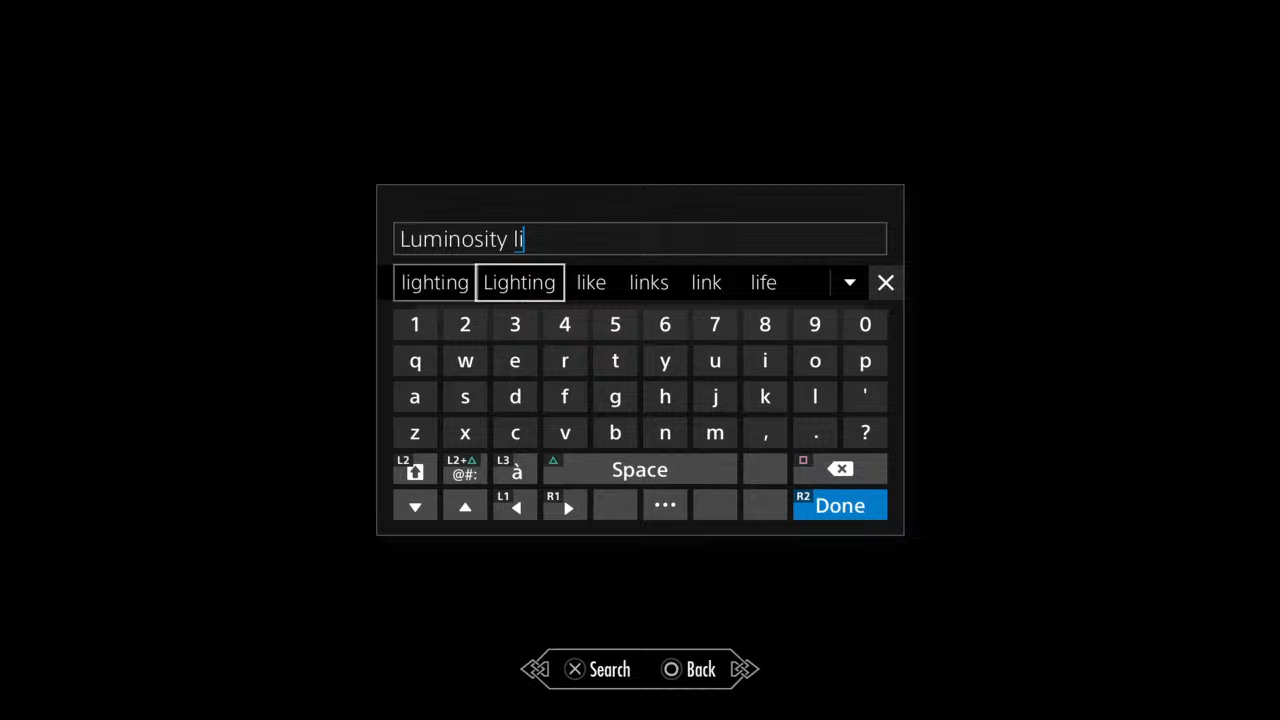 Luminosity li
lighting Lighting like links link life
1 2 3 4 5 6 7 8 9 0
q w e r t y u i o p
a s d f g h j k l '
z x c v b n m , . ?
L2 L2+△ @#: L3 à △ Space □
L1 R1 ... R2 Done
Search Back